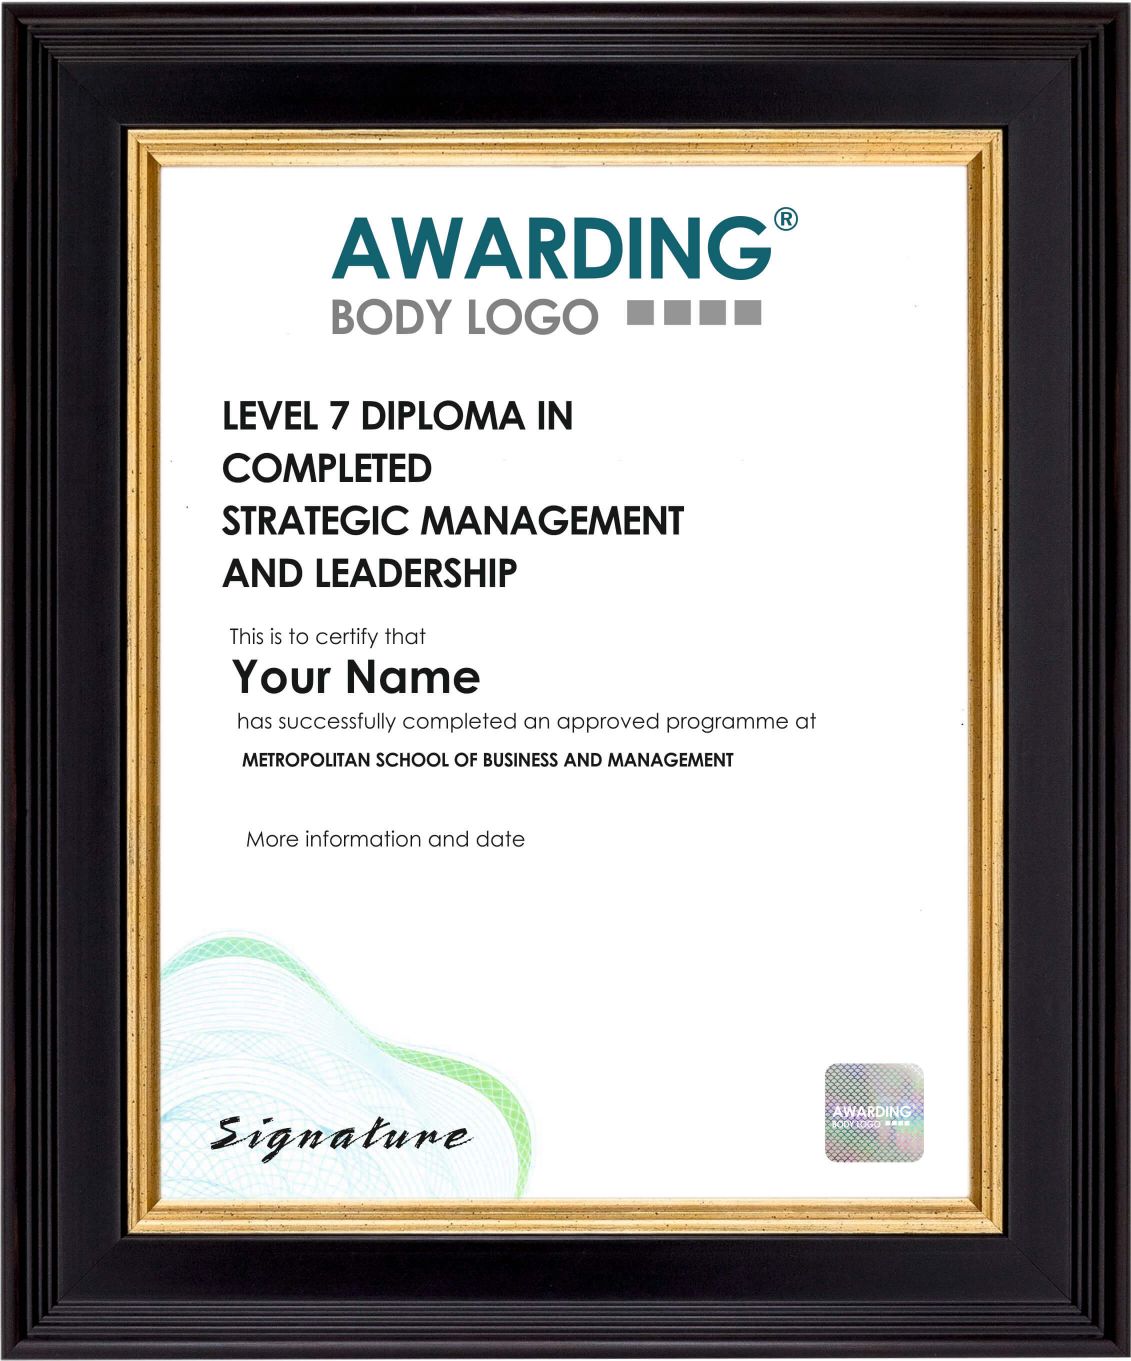 AWARDING®
BODY LOGO
LEVEL 7 DIPLOMA IN
COMPLETED
STRATEGIC MANAGEMENT
AND LEADERSHIP
This is to certify that
Your Name
has successfully completed an approved programme at
METROPOLITAN SCHOOL OF BUSINESS AND MANAGEMENT
More information and date
Signature
AWARDING
BODY LOGO